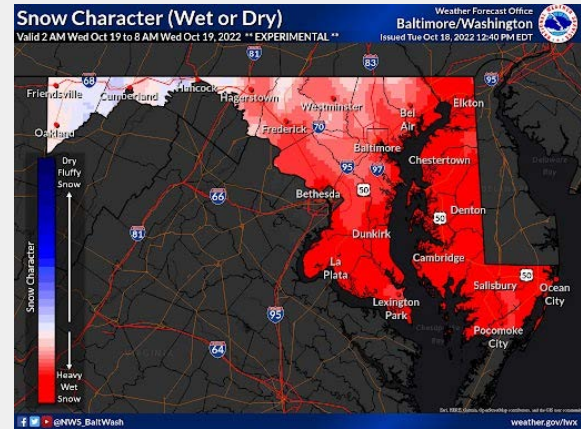 Snow Character (Wet or Dry)
Valid 2 AM Wed Oct 19 to 8 AM Wed Oct 19, 2022 ** EXPERIMENTAL **
Weather Forecast Office
Baltimore/Washington
Issued Tue Oct 18, 2022 12:40 PM EDT
81
83
68
95
Friendsville
Cumberland
Hancock
Hagerstown
Westminster
Elkton
Bel
Air
Oakland
Frederick
70
Baltimore
Chestertown
95
97
Bethesda
50
66
50
Denton
81
Dunkirk
La
Plata
Cambridge
50
Salisbury
Ocean
City
Lexington
Park
95
Pocomoke
City
64
Dry
Fluffy
Snow
Snow Character
Heavy
Wet
Snow
@NWS_BaltWash
weather.gov/lwx